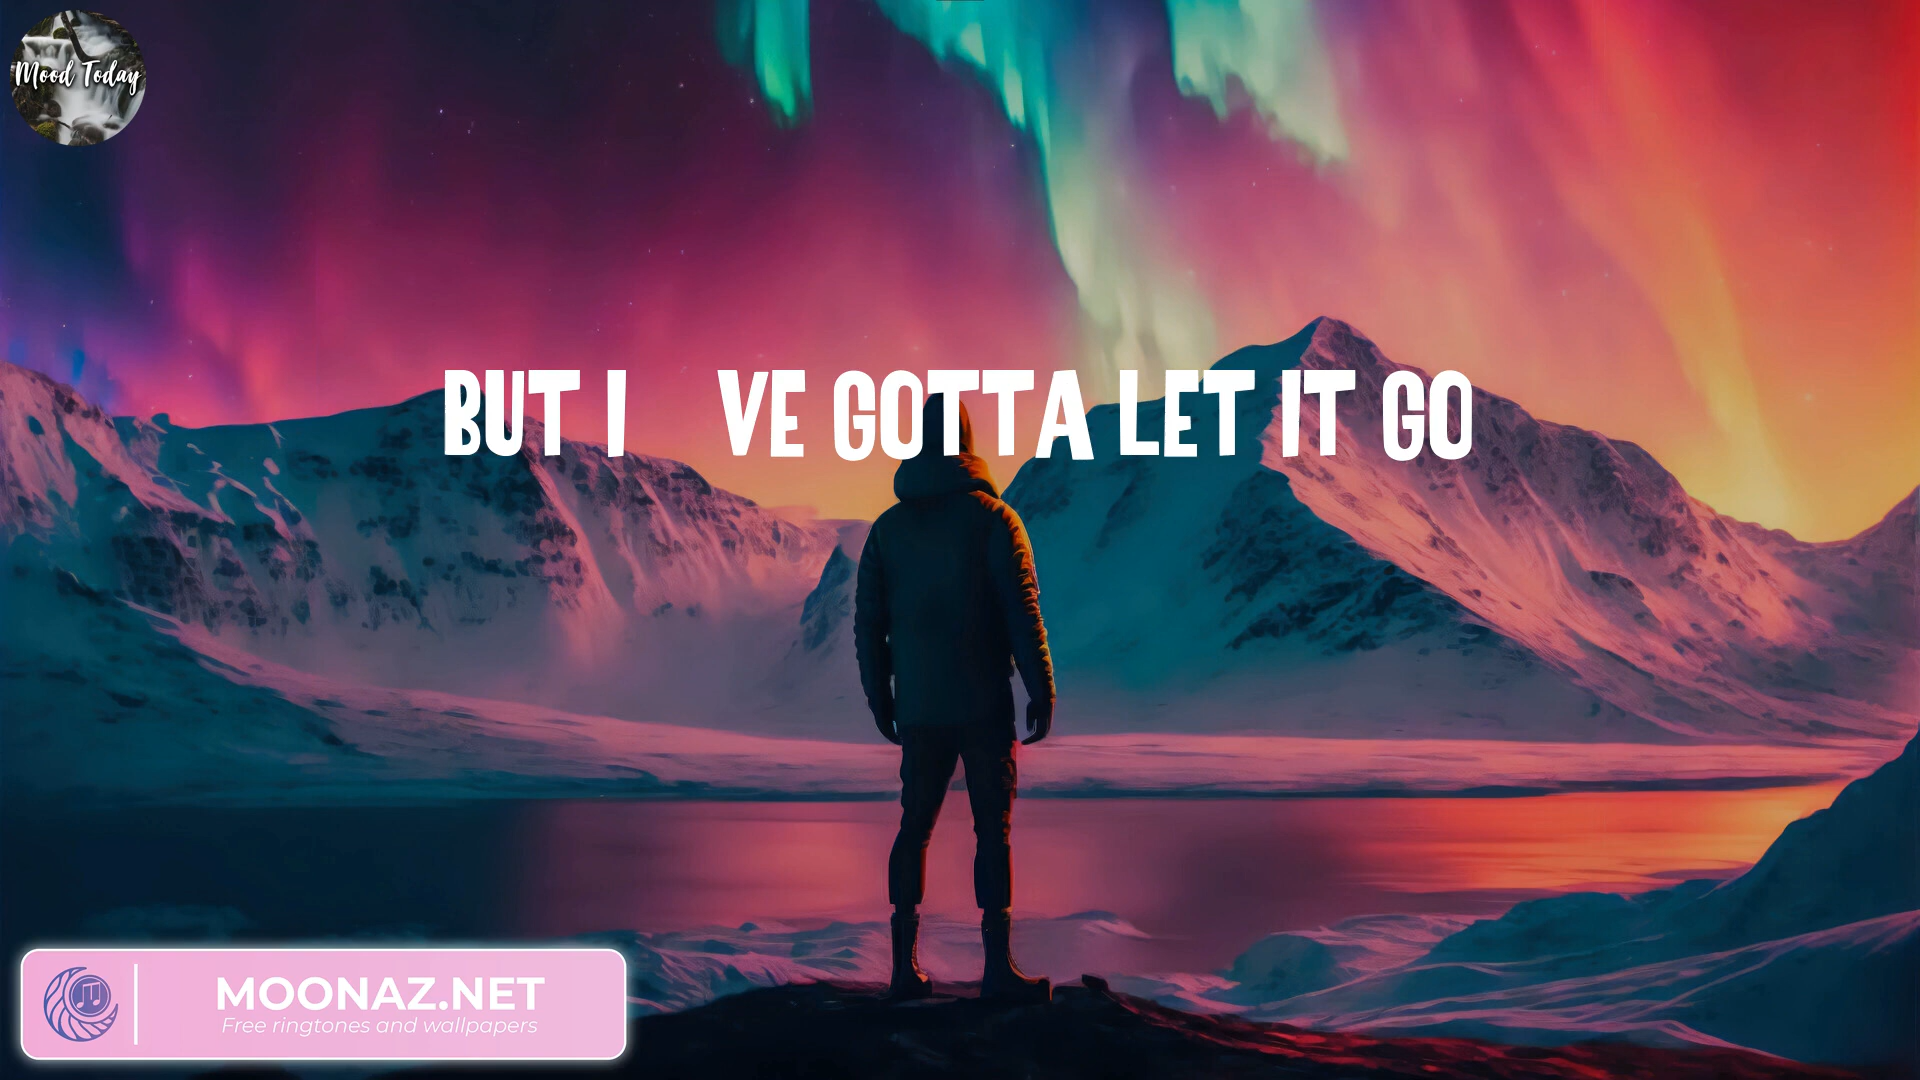 Mood Today
BUT I VE GOTTA LET IT GO
MOONAZ.NET
Free ringtones and wallpapers